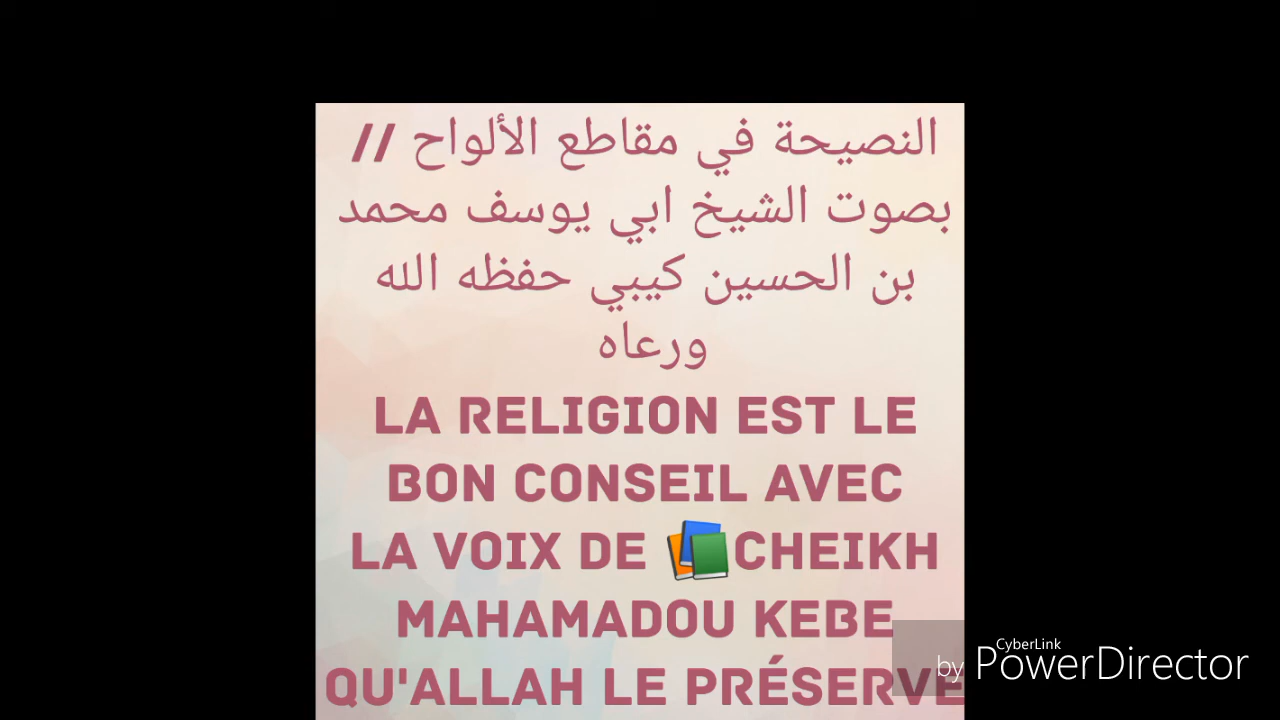 النصيحة في مقاطع الألواح //
بصوت الشيخ ابي يوسف محمد
بن الحسين كيبي حفظه الله
ورعاه
LA RELIGION EST LE
BON CONSEIL AVEC
LA VOIX DE 📚CHEIKH
MAHAMADOU KEBE
QU'ALLAH LE PRÉSERVE
CyberLink
by PowerDirector